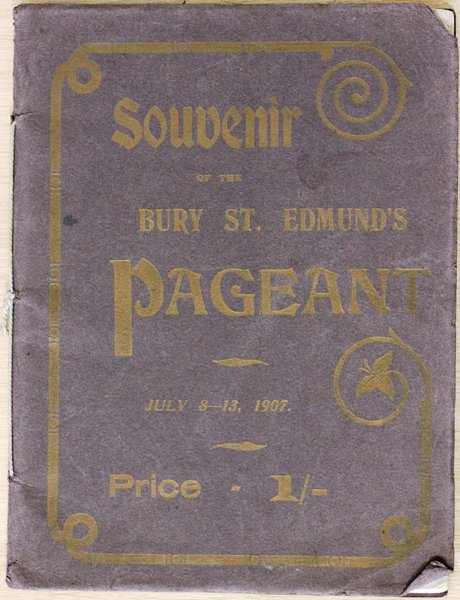 Souvenir
OF THE
BURY ST. EDMUND'S
PAGEANT
JULY 8—13, 1907.
Price - 1/-